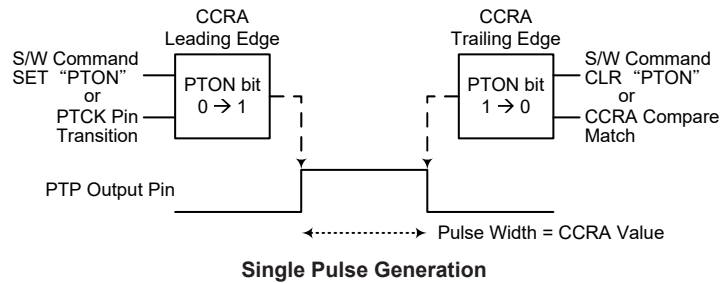 CCRA
Leading Edge
S/W Command
SET “PTON”
or
PTCK Pin
Transition
PTON bit
0 → 1
CCRA
Trailing Edge
PTON bit
1 → 0
S/W Command
CLR “PTON”
or
CCRA Compare
Match
PTP Output Pin
Pulse Width = CCRA Value
Single Pulse Generation